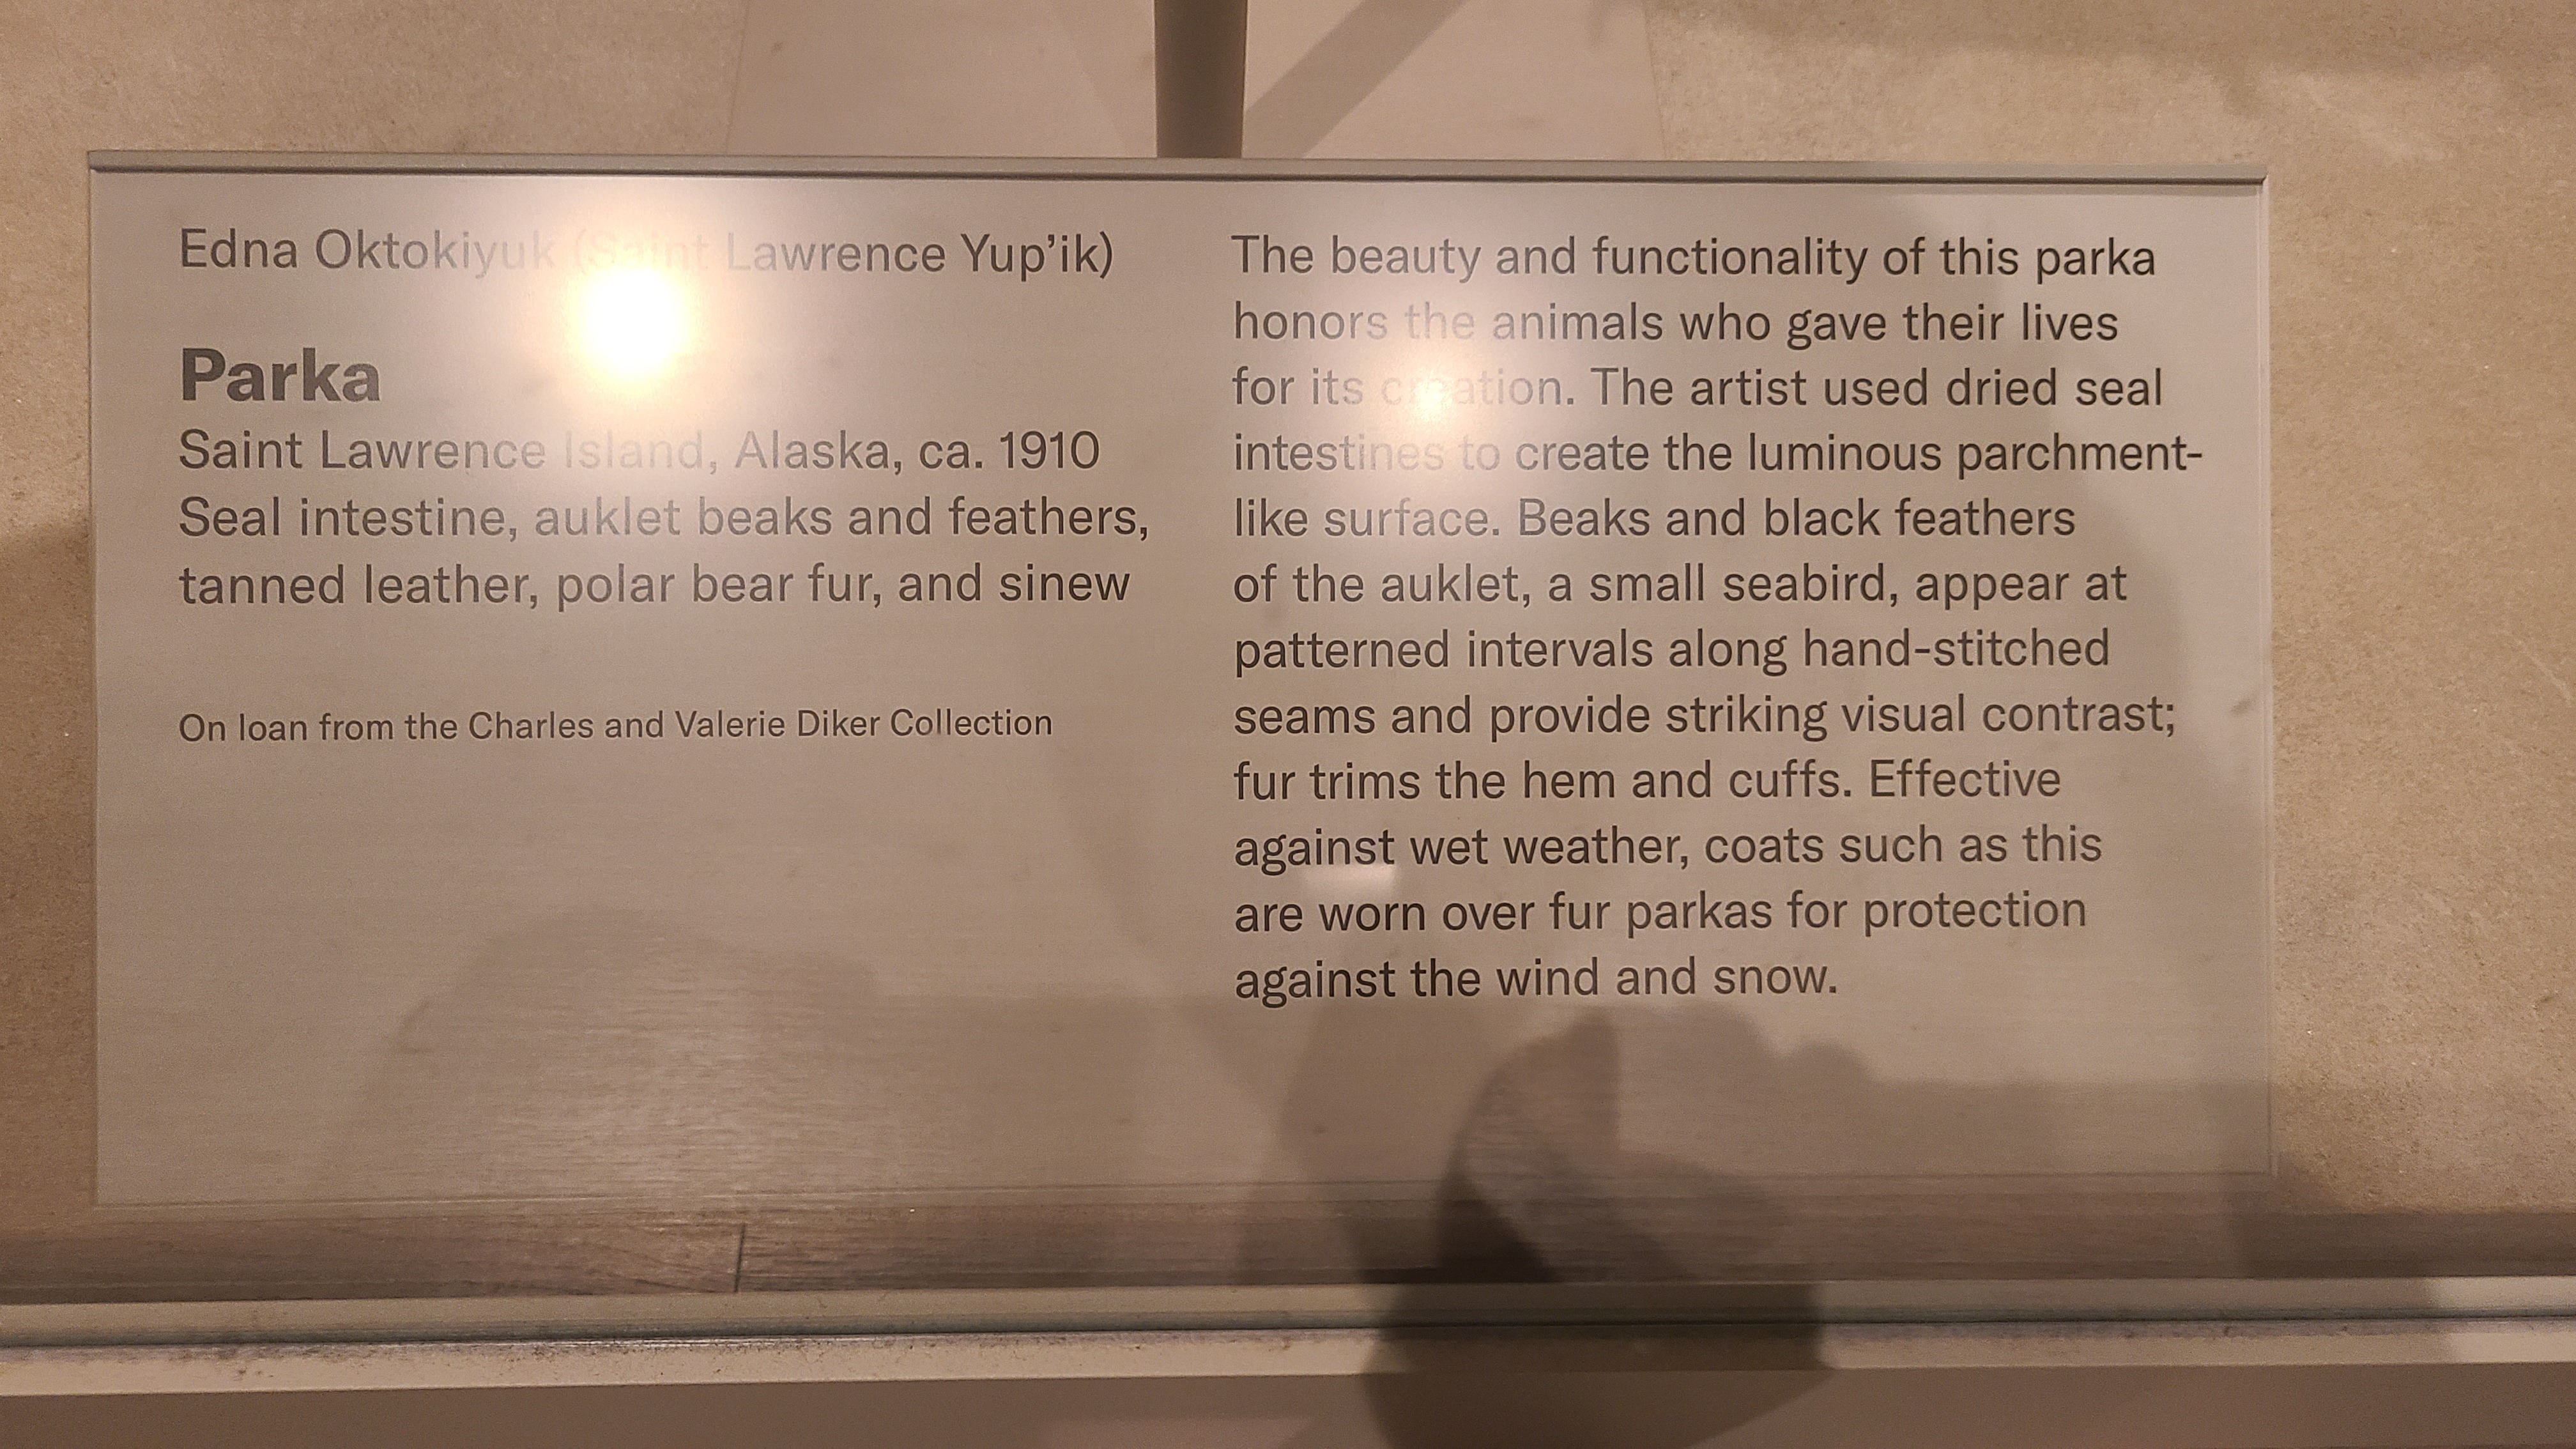 Edna Oktokiyuk (Saint Lawrence Yup’ik)
Parka
Saint Lawrence Island, Alaska, ca. 1910
Seal intestine, auklet beaks and feathers,
tanned leather, polar bear fur, and sinew
On loan from the Charles and Valerie Diker Collection
The beauty and functionality of this parka
honors the animals who gave their lives
for its creation. The artist used dried seal
intestines to create the luminous parchment-
like surface. Beaks and black feathers
of the auklet, a small seabird, appear at
patterned intervals along hand-stitched
seams and provide striking visual contrast;
fur trims the hem and cuffs. Effective
against wet weather, coats such as this
are worn over fur parkas for protection
against the wind and snow.